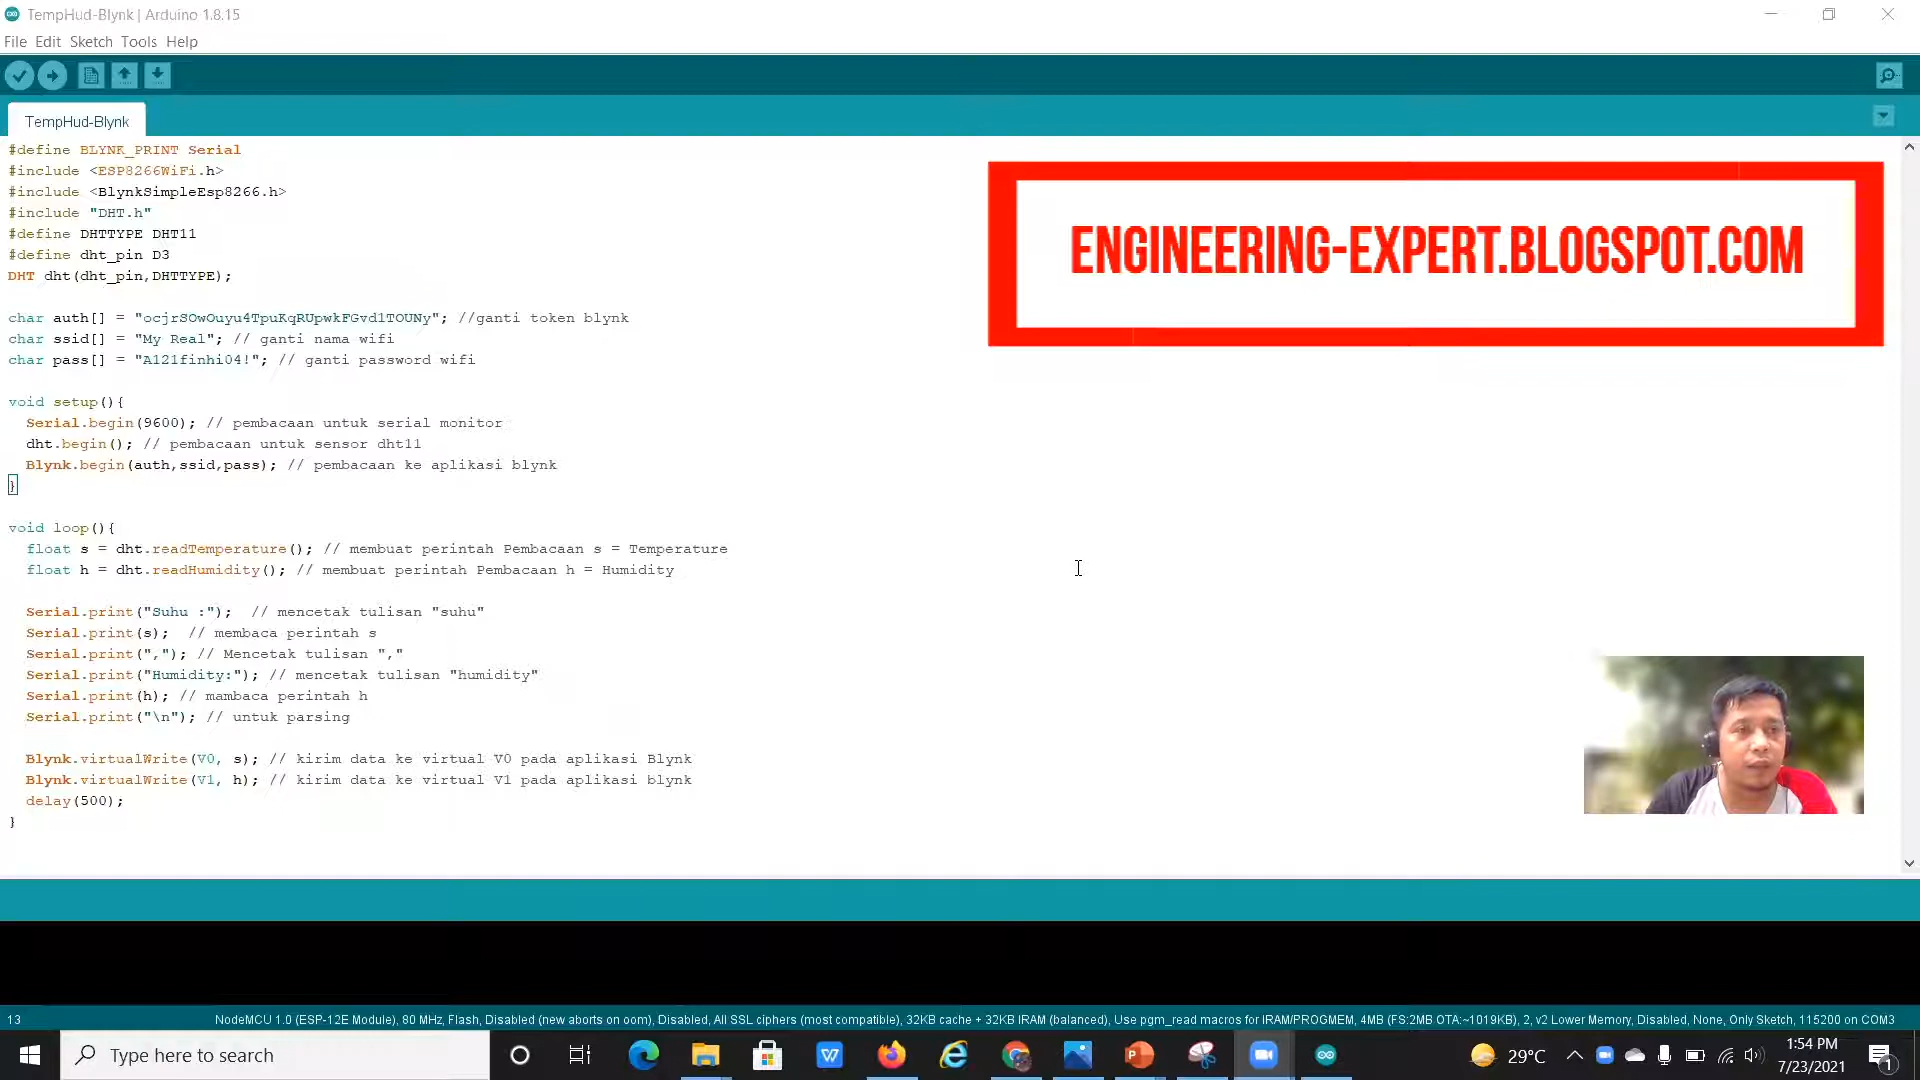 TempHud-Blynk | Arduino 1.8.15
File Edit Sketch Tools Help
TempHud-Blynk
#define BLYNK_PRINT Serial
#include <ESP8266WiFi.h>
#include <BlynkSimpleEsp8266.h>
#include "DHT.h"
#define DHTTYPE DHT11
#define dht_pin D3
DHT dht(dht_pin,DHTTYPE);
char auth[] = "ocjrSOwOuyu4TpuKqRUpwkFGvd1TOUNy"; //ganti token blynk
char ssid[] = "My Real"; // ganti nama wifi
char pass[] = "A121finhi04!"; // ganti password wifi
void setup(){
Serial.begin(9600); // pembacaan untuk serial monitor
dht.begin(); // pembacaan untuk sensor dht11
Blynk.begin(auth,ssid,pass); // pembacaan ke aplikasi blynk
}
void loop(){
float s = dht.readTemperature(); // membuat perintah Pembacaan s = Temperature
float h = dht.readHumidity(); // membuat perintah Pembacaan h = Humidity
Serial.print("Suhu :");  // mencetak tulisan "suhu"
Serial.print(s);  // membaca perintah s
Serial.print(","); // Mencetak tulisan ","
Serial.print("Humidity:"); // mencetak tulisan "humidity"
Serial.print(h); // mambaca perintah h
Serial.print("\n"); // untuk parsing
Blynk.virtualWrite(V0, s); // kirim data ke virtual V0 pada aplikasi Blynk
Blynk.virtualWrite(V1, h); // kirim data ke virtual V1 pada aplikasi blynk
delay(500);
}
ENGINEERING-EXPERT.BLOGSPOT.COM
13 NodeMCU 1.0 (ESP-12E Module), 80 MHz, Flash, Disabled (new aborts on oom), Disabled, All SSL ciphers (most compatible), 32KB cache + 32KB IRAM (balanced), Use pgm_read macros for IRAM/PROGMEM, 4MB (FS:2MB OTA:~1019KB), 2, v2 Lower Memory, Disabled, None, Only Sketch, 115200 on COM3
Type here to search
29°C
1:54 PM
7/23/2021
1